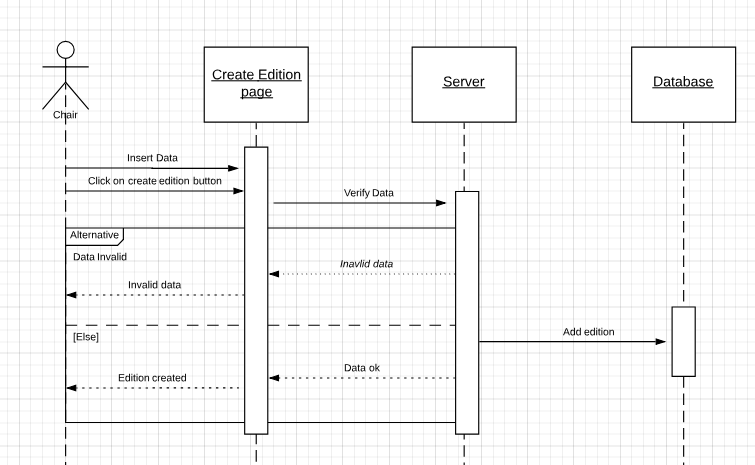 Create Edition
page
Server
Database
Chair
Insert Data
Click on create edition button
Verify Data
Alternative
Data Invalid
Inavlid data
Invalid data
[Else]
Add edition
Data ok
Edition created